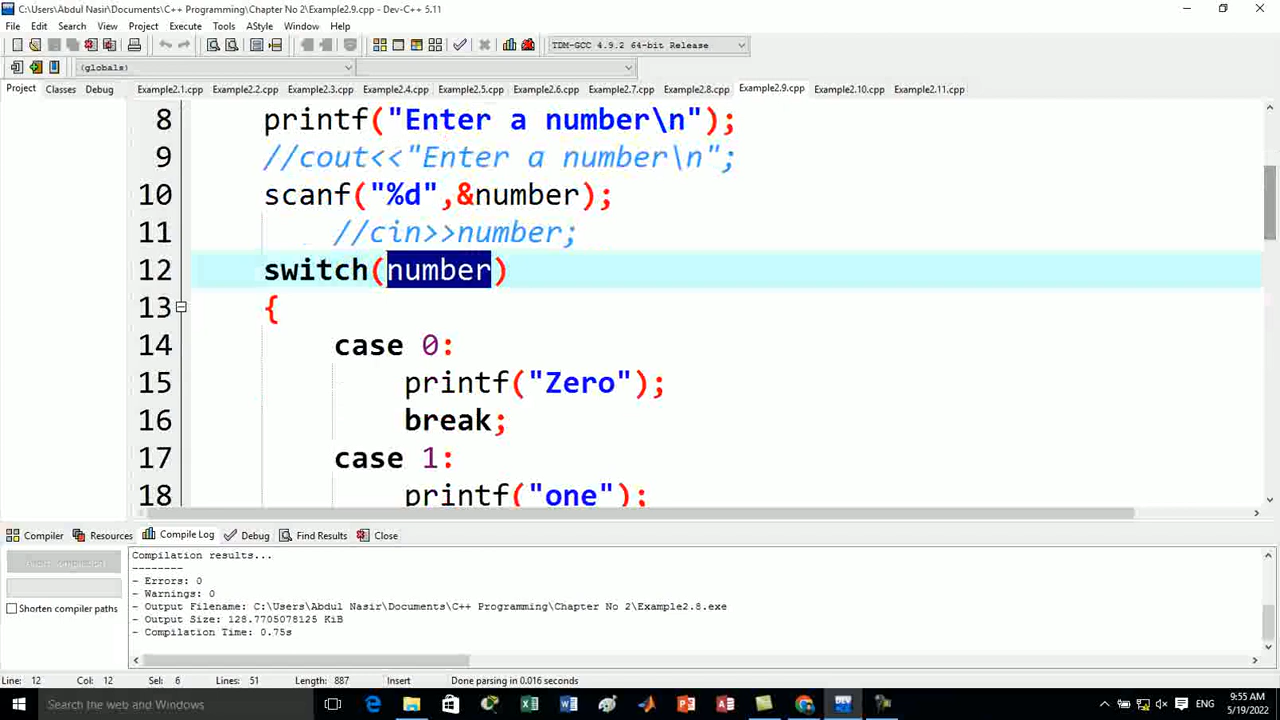 C:\Users\Abdul Nasir\Documents\C++ Programming\Chapter No 2\Example2.9.cpp - Dev-C++ 5.11
File Edit Search View Project Execute Tools AStyle Window Help
TDM-GCC 4.9.2 64-bit Release
(globals)
Project Classes Debug Example2.1.cpp Example2.2.cpp Example2.3.cpp Example2.4.cpp Example2.5.cpp Example2.6.cpp Example2.7.cpp Example2.8.cpp Example2.9.cpp Example2.10.cpp Example2.11.cpp
8 printf("Enter a number\n");
9 //cout<<"Enter a number\n";
10 scanf("%d",&number);
11 //cin>>number;
12 switch(number)
13 {
14 case 0:
15 printf("Zero");
16 break;
17 case 1:
18 printf("one");
Compiler Resources Compile Log Debug Find Results Close
Compilation results...
--------
- Errors: 0
- Warnings: 0
- Output Filename: C:\Users\Abdul Nasir\Documents\C++ Programming\Chapter No 2\Example2.8.exe
- Output Size: 128.7705078125 KiB
- Compilation Time: 0.75s
Shorten compiler paths
Line: 12 Col: 12 Sel: 6 Lines: 51 Length: 887 Insert Done parsing in 0.016 seconds
Search the web and Windows
DEV
ENG
9:55 AM
5/19/2022